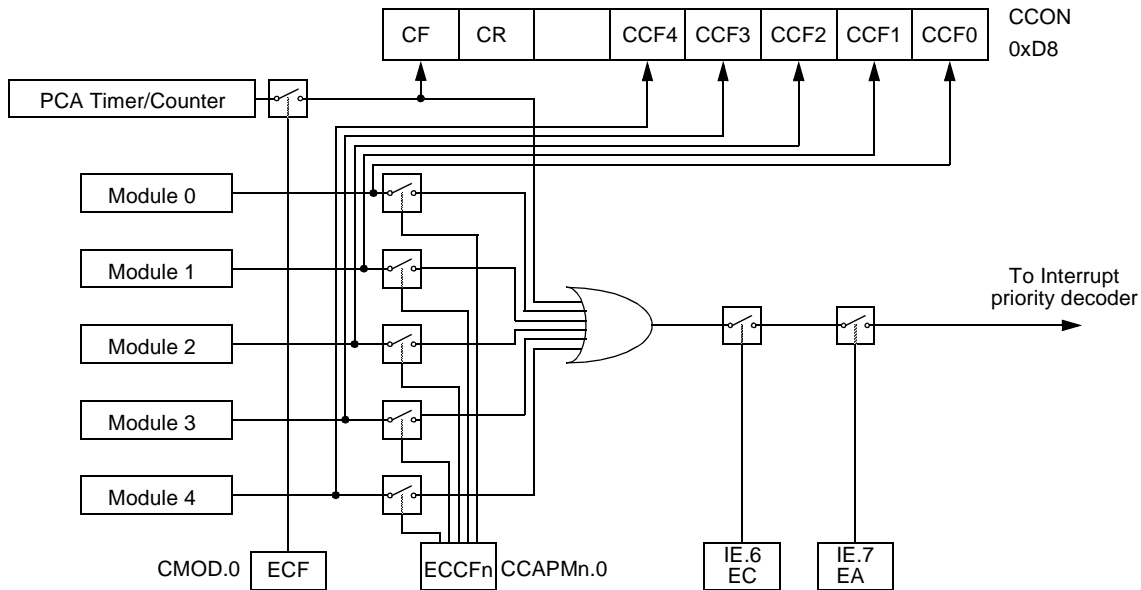 CF CR CCF4 CCF3 CCF2 CCF1 CCF0
CCON
0xD8
PCA Timer/Counter
Module 0
Module 1
Module 2
Module 3
Module 4
To Interrupt
priority decoder
CMOD.0 ECF
ECCFn CCAPMn.0
IE.6
EC
IE.7
EA